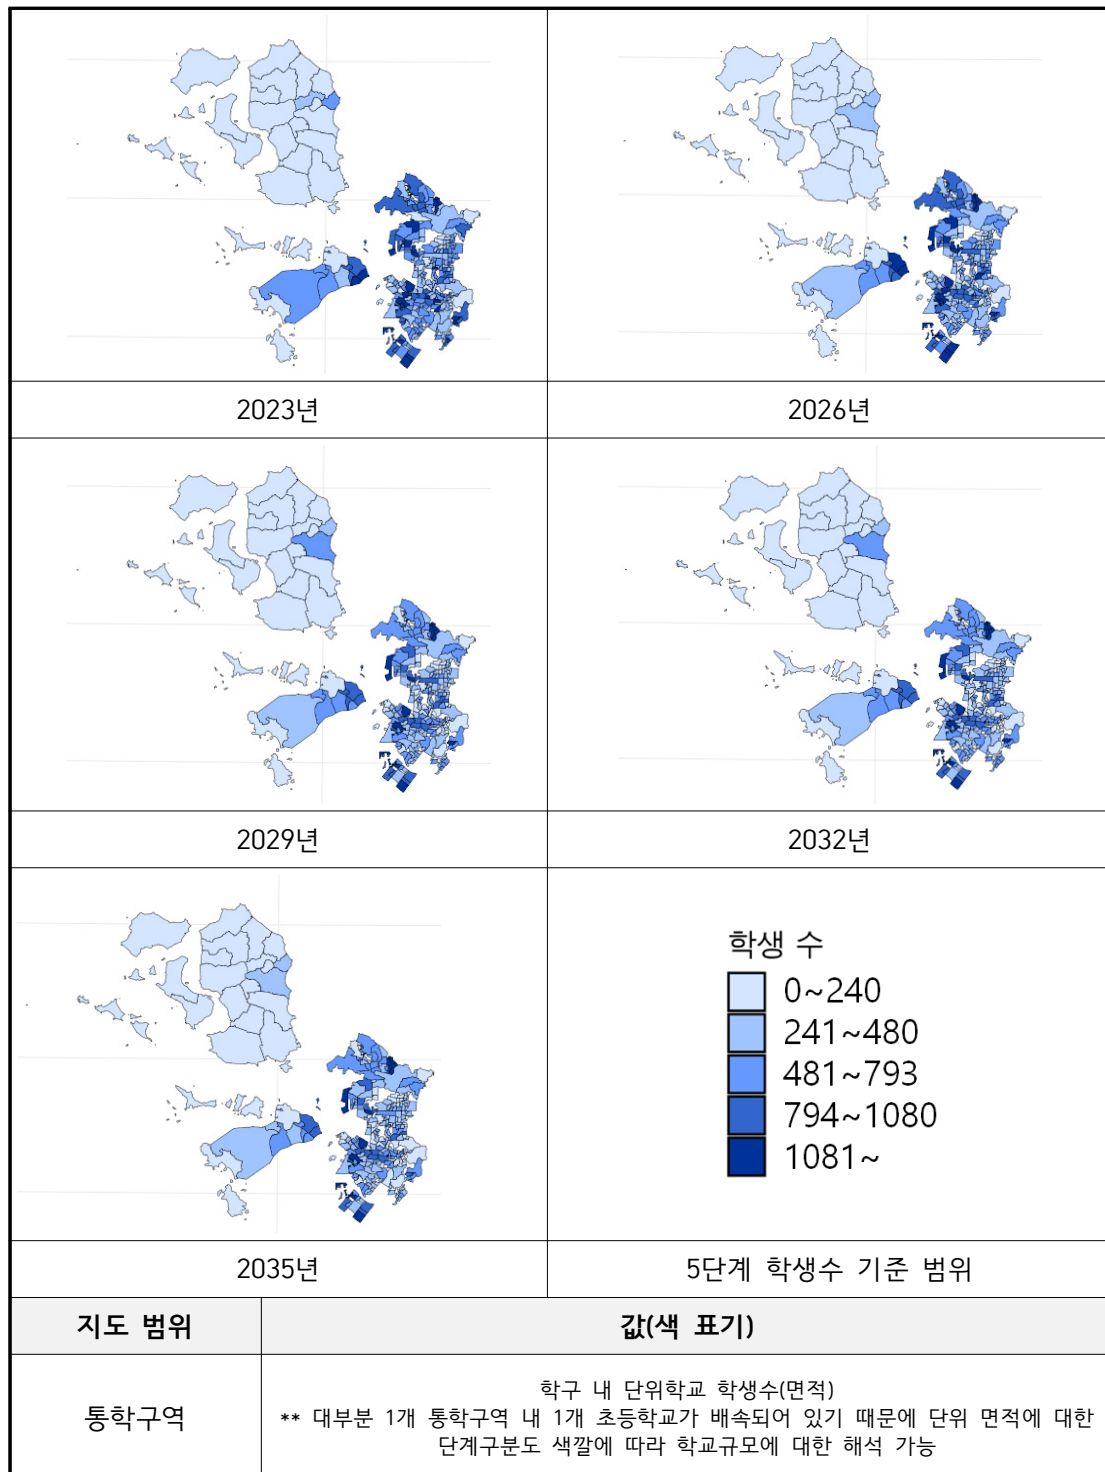 2023년
2026년
2029년
2032년
학생 수
0~240
241~480
481~793
794~1080
1081~
2035년
5단계 학생수 기준 범위
지도 범위
값(색 표기)
통학구역
학구 내 단위학교 학생수(면적)
** 대부분 1개 통학구역 내 1개 초등학교가 배속되어 있기 때문에 단위 면적에 대한
단계구분도 색깔에 따라 학교규모에 대한 해석 가능